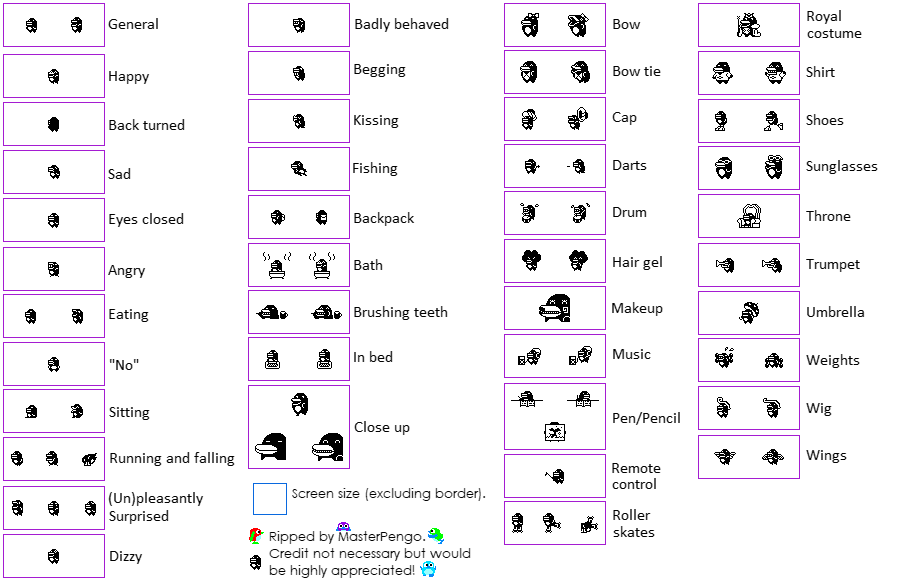 General
Happy
Back turned
Sad
Eyes closed
Angry
Eating
"No"
Sitting
Running and falling
(Un)pleasantly
Surprised
Dizzy
Badly behaved
Begging
Kissing
Fishing
Backpack
Bath
Brushing teeth
In bed
Close up
Screen size (excluding border).
Ripped by MasterPengo.
Credit not necessary but would
be highly appreciated!
Bow
Bow tie
Cap
Darts
Drum
Hair gel
Makeup
Music
Pen/Pencil
Remote
control
Roller
skates
Royal
costume
Shirt
Shoes
Sunglasses
Throne
Trumpet
Umbrella
Weights
Wig
Wings